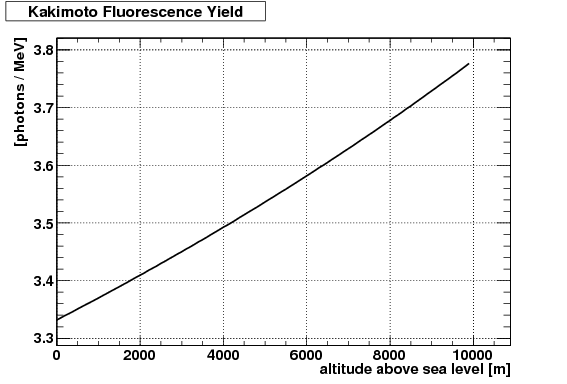 Kakimoto Fluorescence Yield
[photons / MeV]
3.8
3.7
3.6
3.5
3.4
3.3
0 2000 4000 6000 8000 10000
altitude above sea level [m]